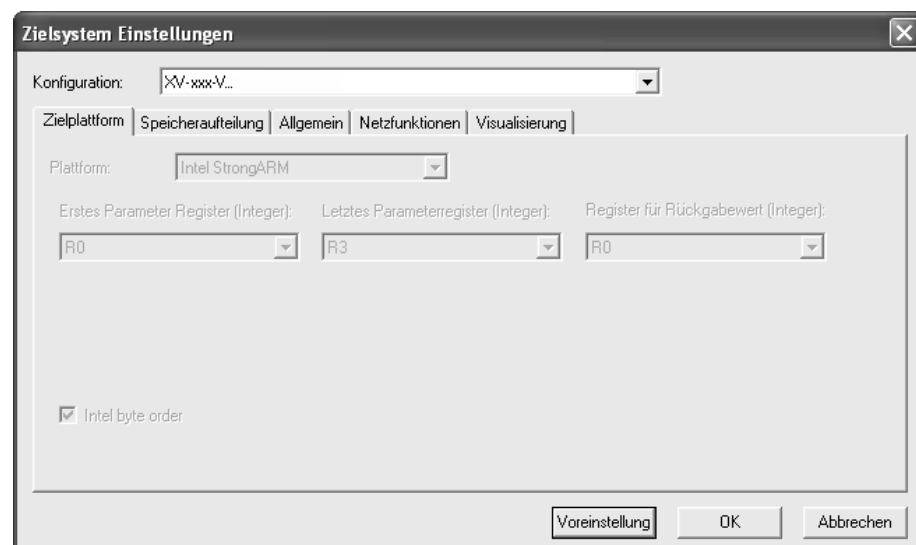 Zielsystem Einstellungen
Konfiguration: XV-xxx-V...
Zielplattform Speicheraufteilung Allgemein Netzfunktionen Visualisierung
Plattform: Intel StrongARM
Erstes Parameter Register (Integer): Letztes Parameterregister (Integer): Register für Rückgabewert (Integer):
R0 R3 R0
Intel byte order
Voreinstellung OK Abbrechen